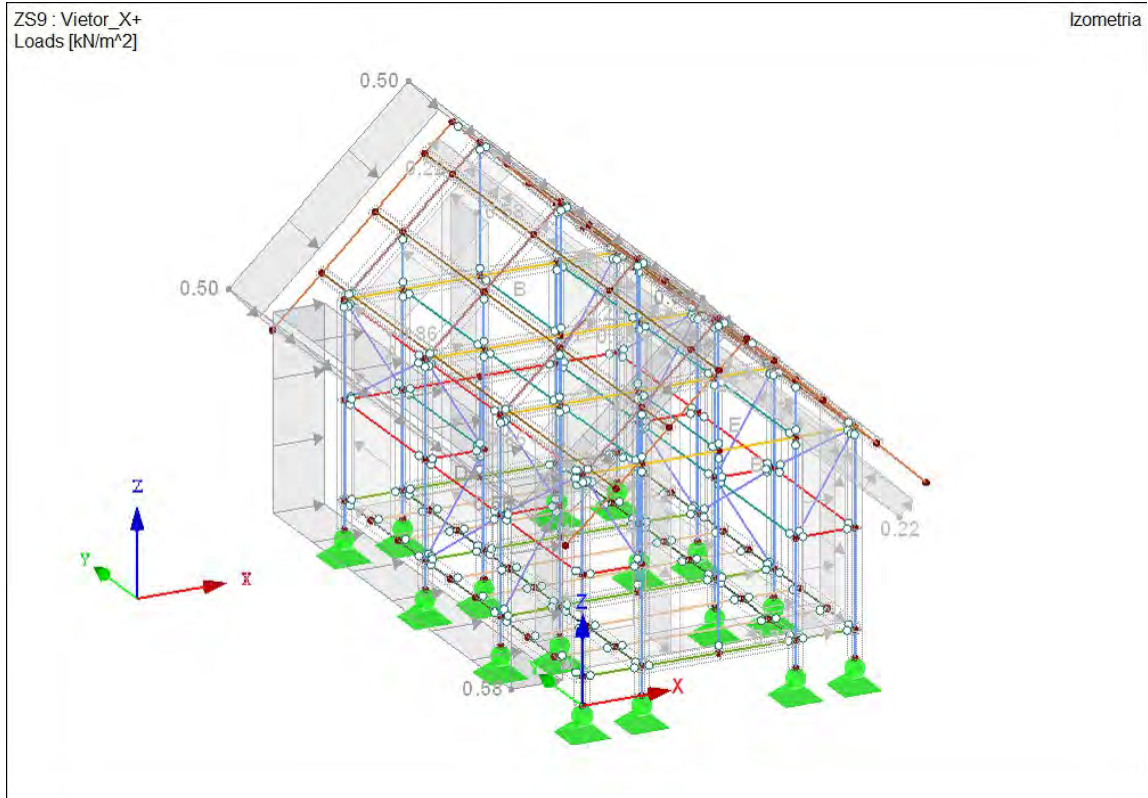 ZS9 : Vietor_X+
Loads [kN/m^2]
Izometria
0.50
0.50
B
E
D
Z
Y
X
0.22
Z
0.58
X